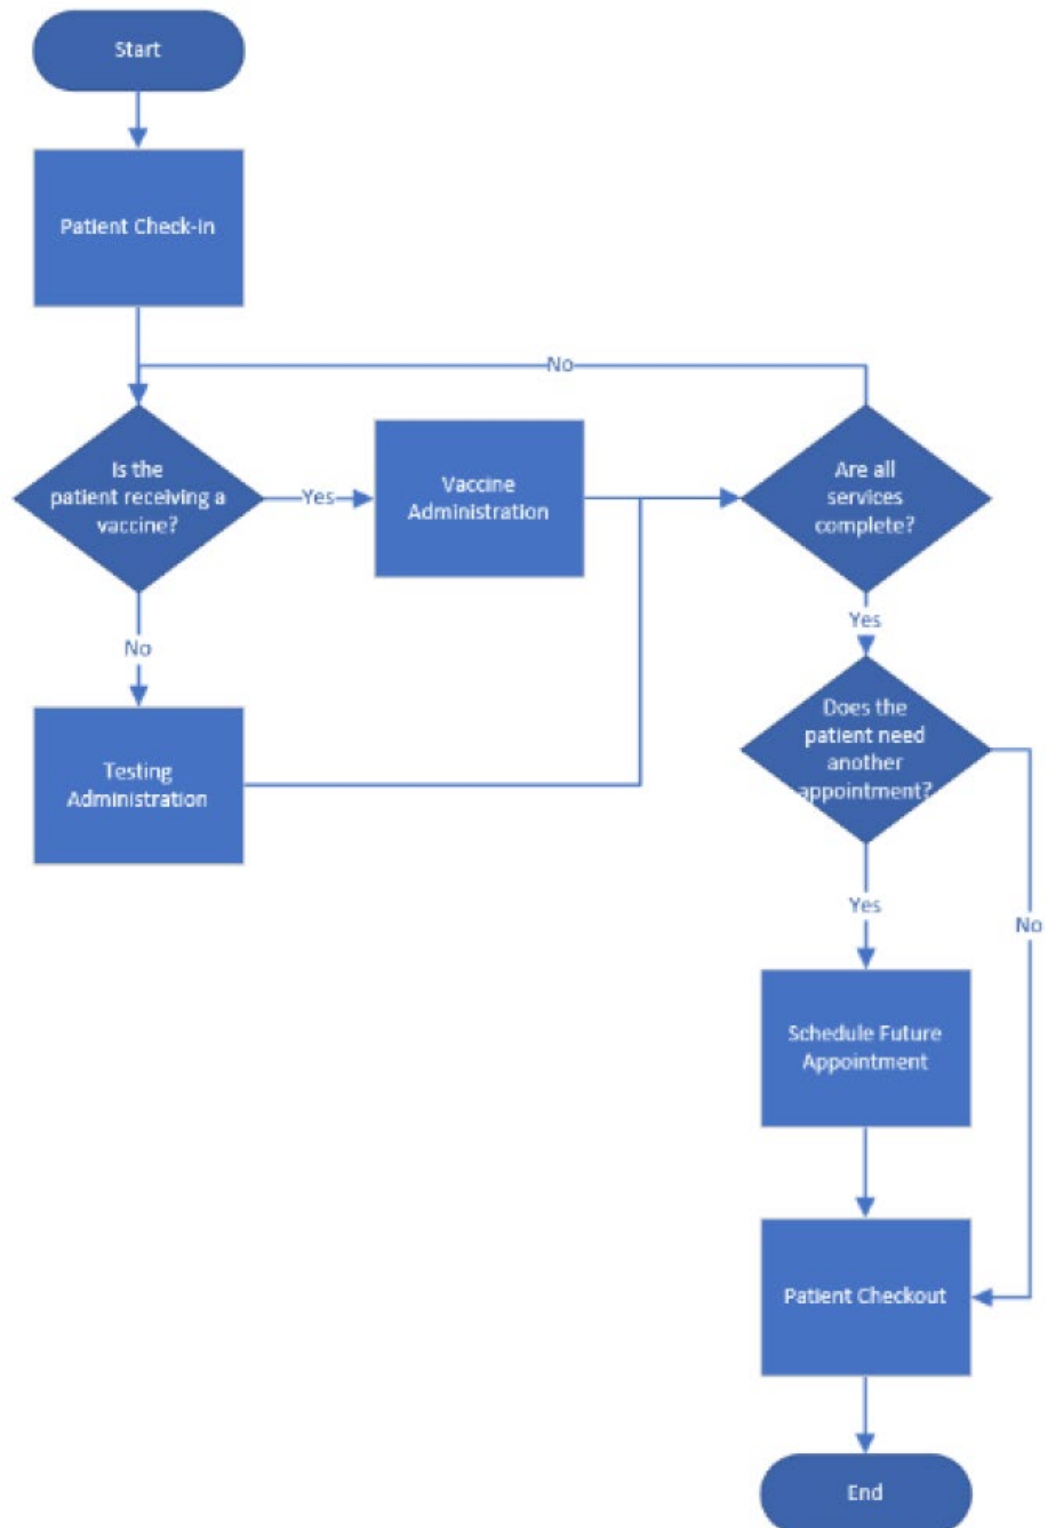 Start
Patient Check-in
No
Is the
patient receiving a
vaccine?
Yes
Vaccine
Administration
Are all
services
complete?
No
Yes
Testing
Administration
Does the
patient need
another
appointment?
Yes
No
Schedule Future
Appointment
Patient Checkout
End